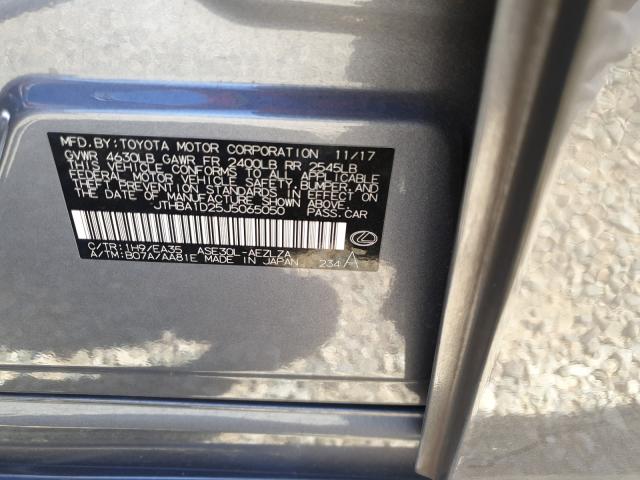 MFD. BY: TOYOTA MOTOR CORPORATION 11/17
GVWR 4630LB GAWR FR 2400LB RR 2545LB
THIS VEHICLE CONFORMS TO ALL APPLICABLE
FEDERAL MOTOR VEHICLE SAFETY, BUMPER, AND
THEFT PREVENTION STANDARDS IN EFFECT ON
THE DATE OF MANUFACTURE SHOWN ABOVE.
JTHBA1D25J5065050 PASS. CAR
C/TR: 1H9/EA35 ASE30L-AEZLZA
A/TM: B07A/AA81E MADE IN JAPAN 234 A